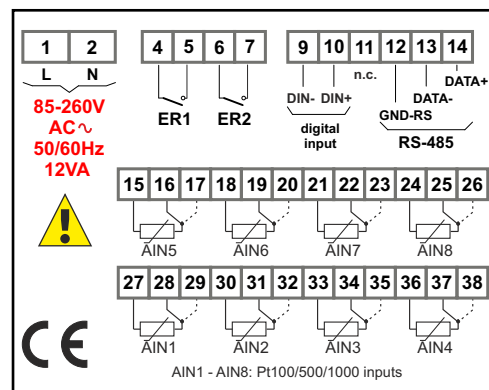 1 2 4 5 6 7 9 10 11 12 13 14
L N ER1 ER2 DIN- DIN+ n.c. GND-RS DATA- DATA+
85-260V
AC∿
50/60Hz
12VA
digital
input
RS-485
15 16 17 18 19 20 21 22 23 24 25 26
AIN5 AIN6 AIN7 AIN8
27 28 29 30 31 32 33 34 35 36 37 38
AIN1 AIN2 AIN3 AIN4
CE
AIN1 - AIN8: Pt100/500/1000 inputs